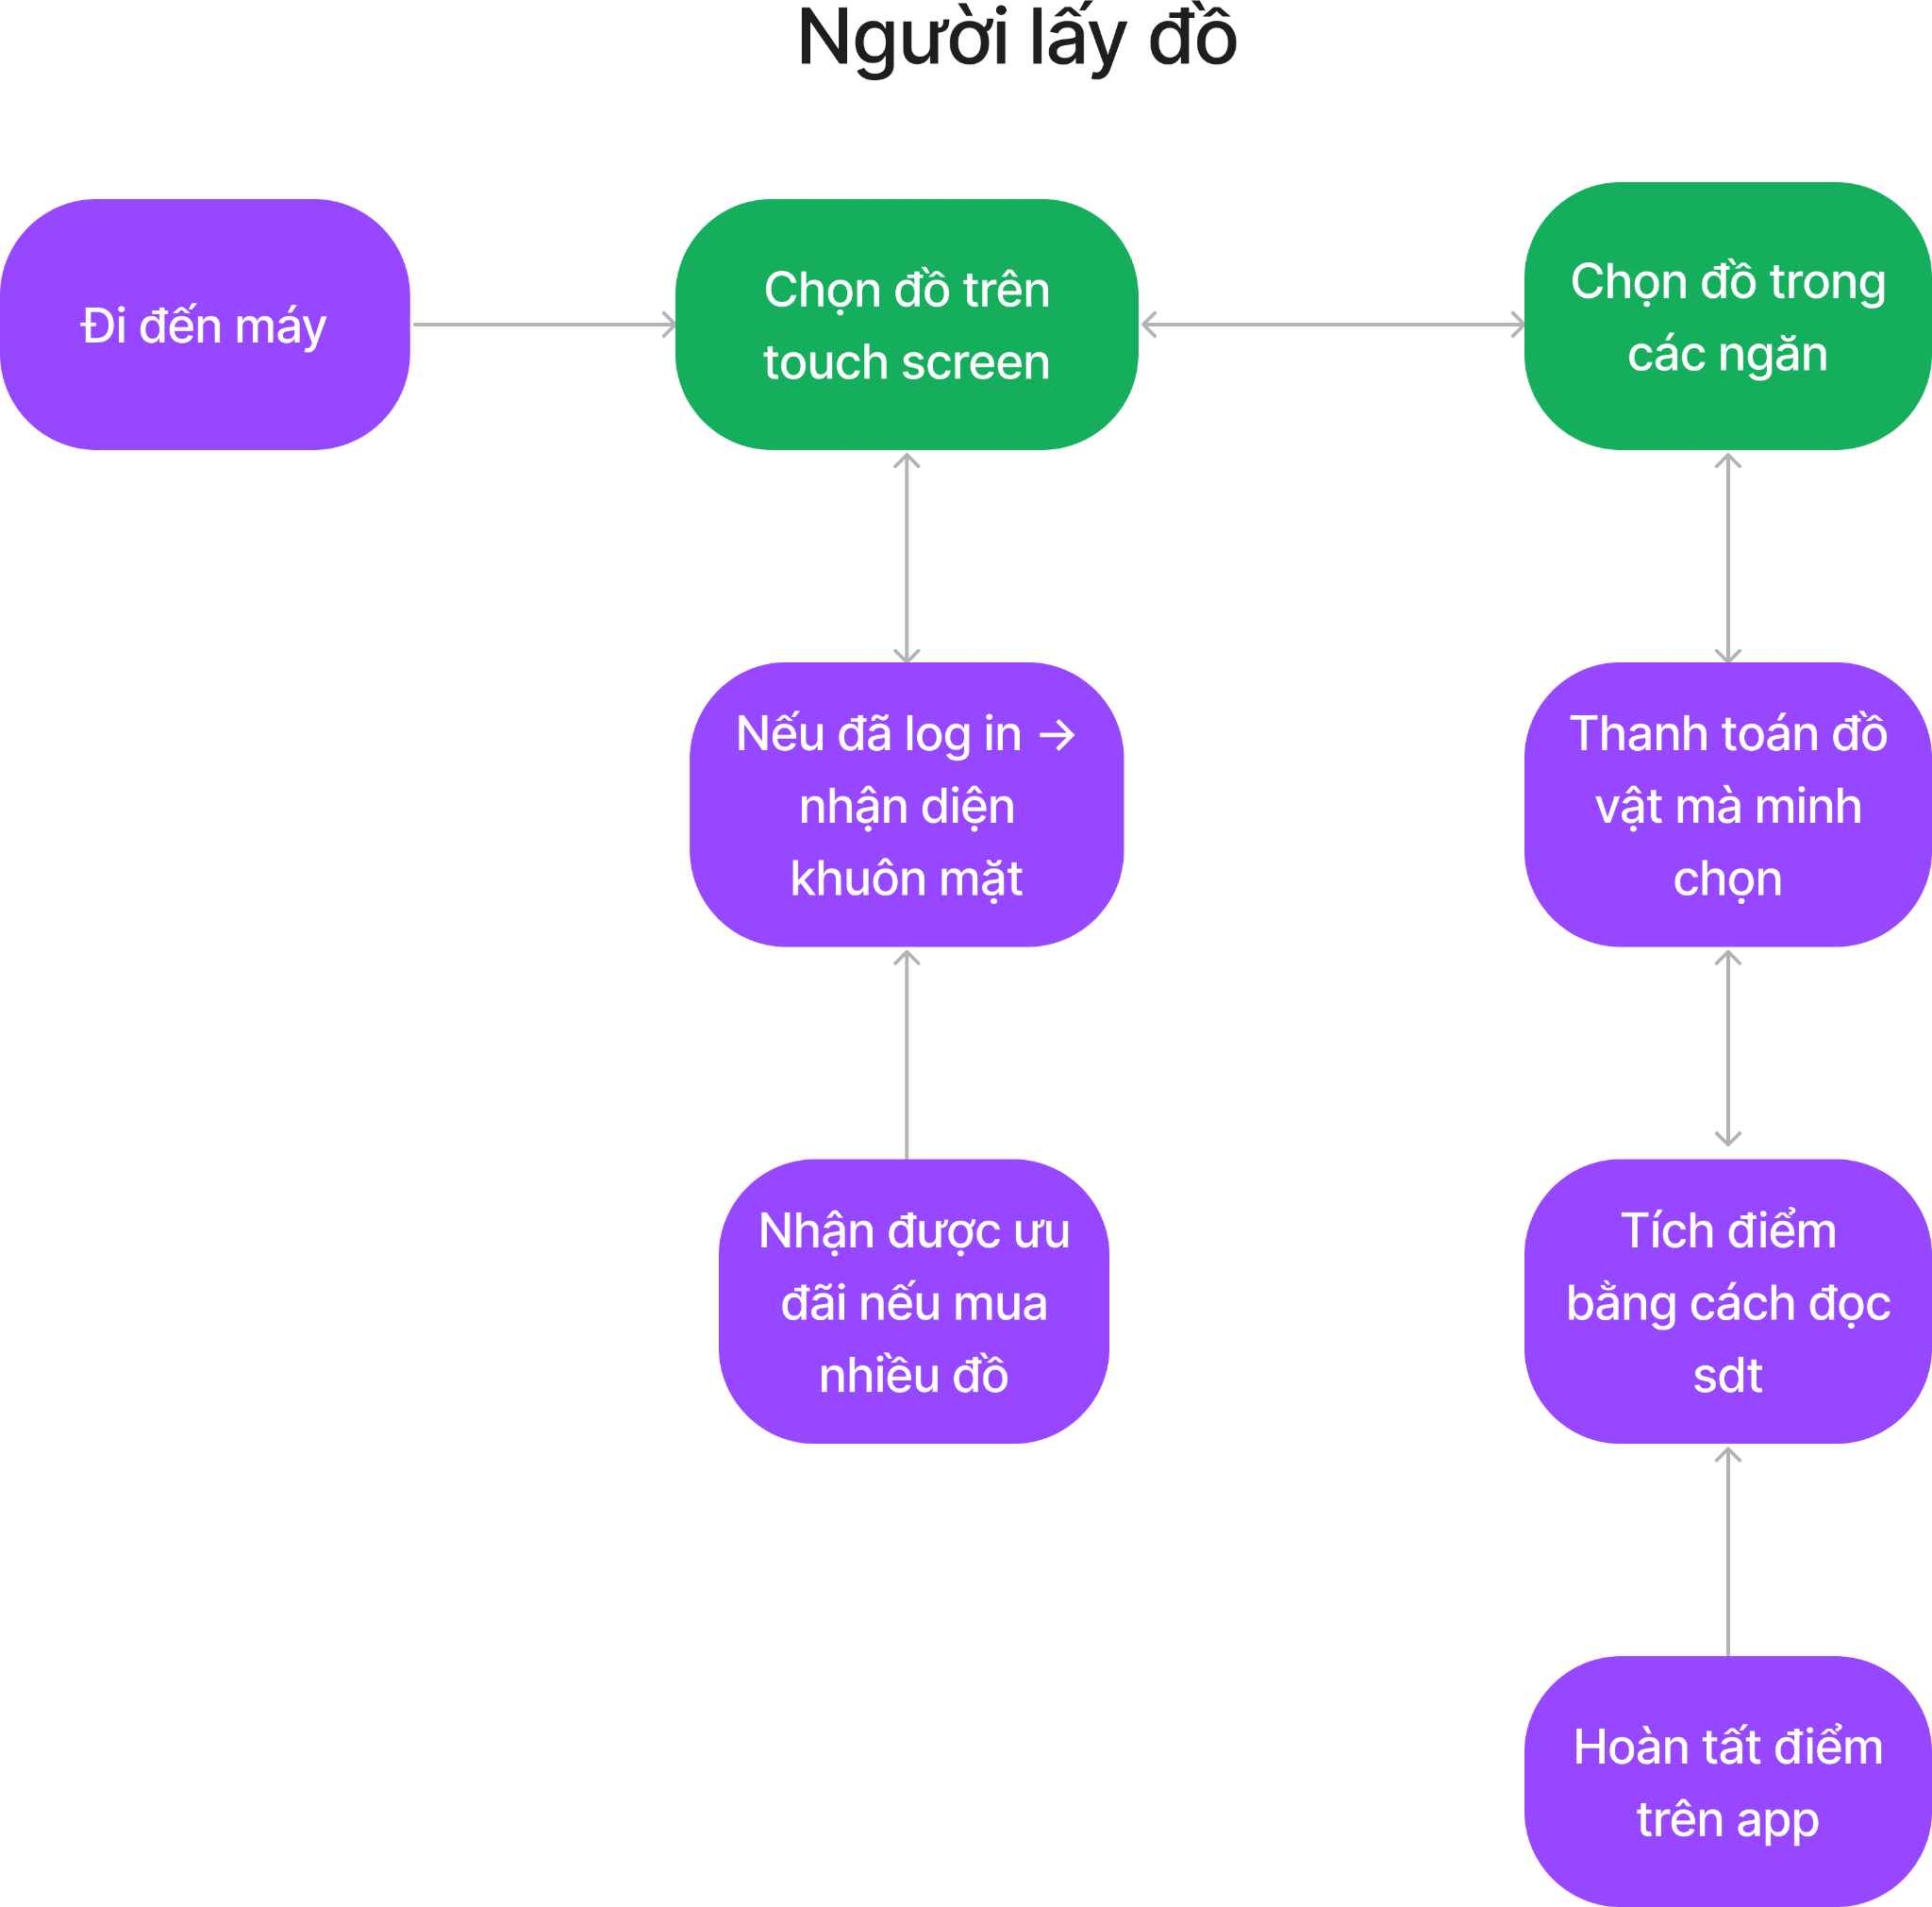 Người lấy đồ
Đi đến máy
Chọn đồ trên
touch screen
Chọn đồ trong
các ngăn
Nếu đã log in →
nhận diện
khuôn mặt
Thanh toán đồ
vật mà mình
chọn
Nhận được ưu
đãi nếu mua
nhiều đồ
Tích điểm
bằng cách đọc
sdt
Hoàn tất điểm
trên app